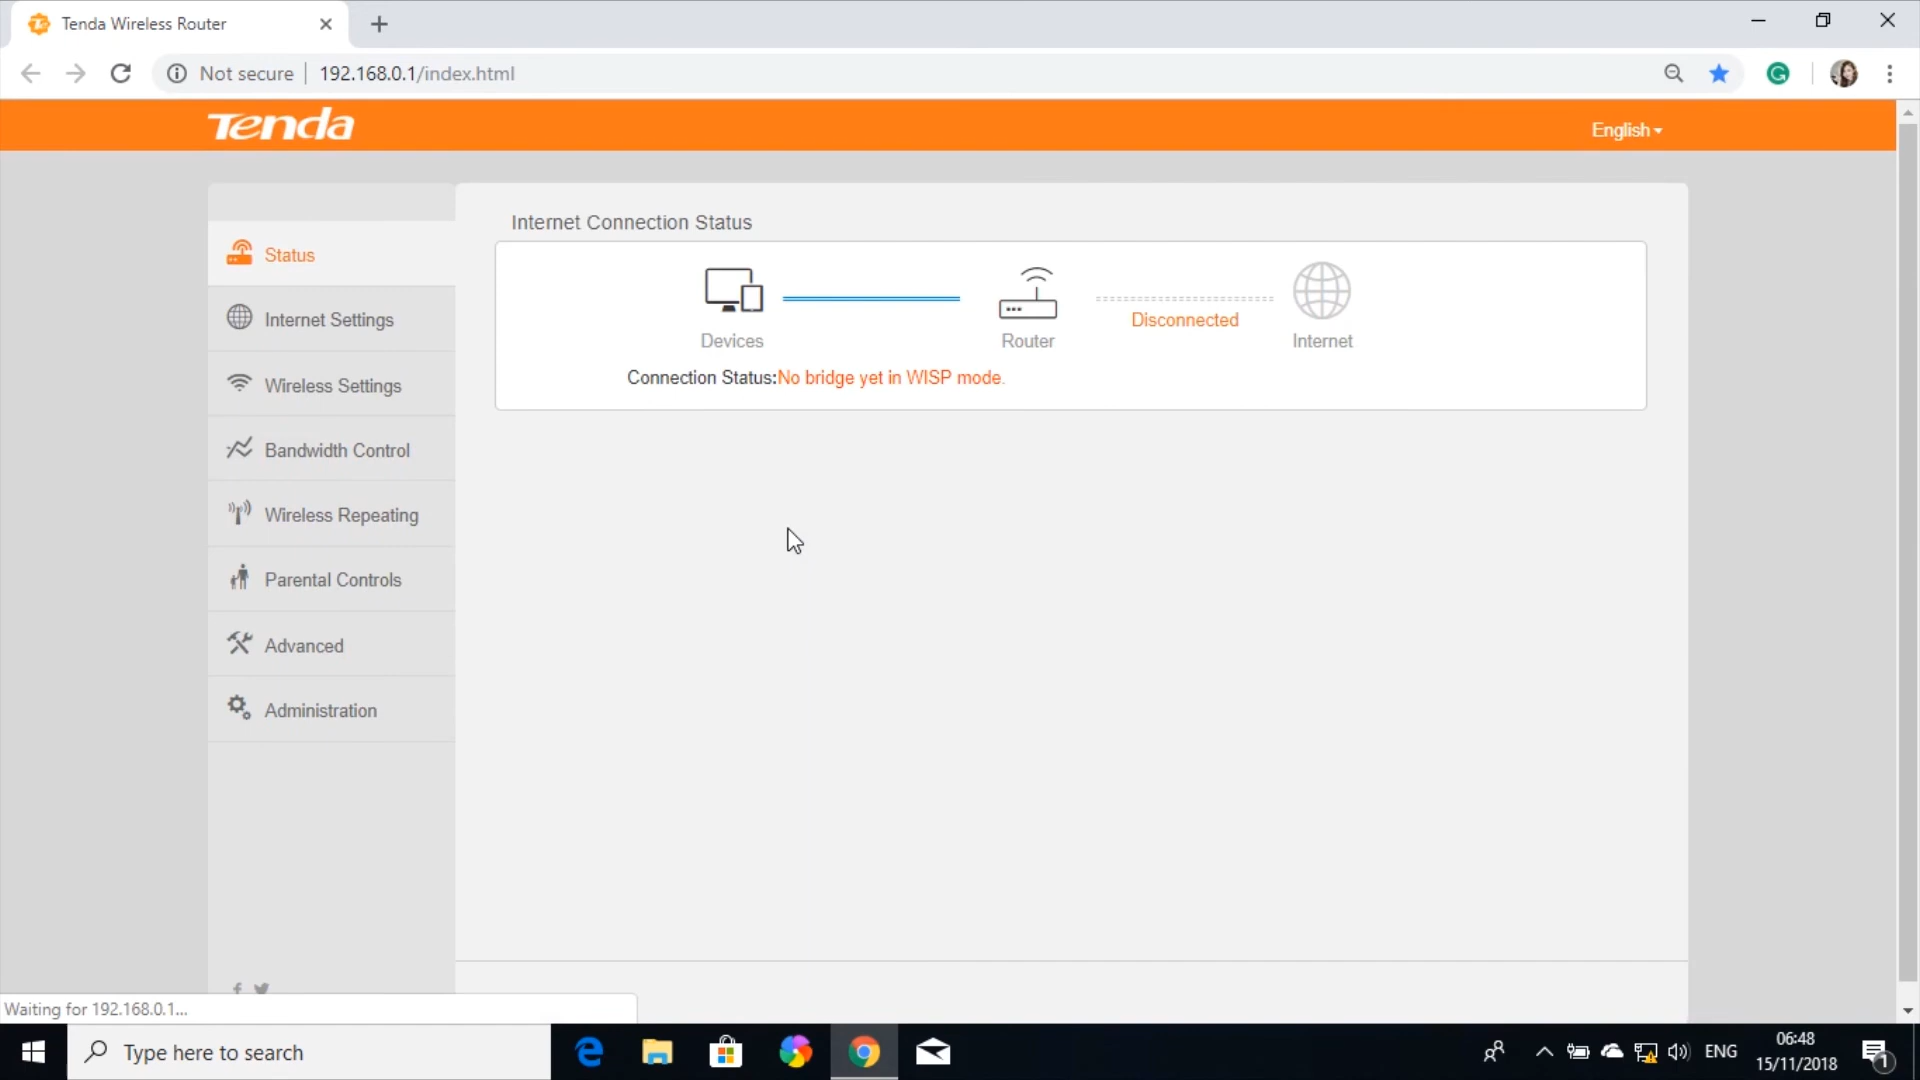 Tenda Wireless Router
Not secure 192.168.0.1/index.html
Tenda
English
Status
Internet Settings
Wireless Settings
Bandwidth Control
Wireless Repeating
Parental Controls
Advanced
Administration
Internet Connection Status
Devices
Router
Disconnected
Internet
Connection Status:No bridge yet in WISP mode.
Waiting for 192.168.0.1...
Type here to search
ENG
06:48
15/11/2018
1